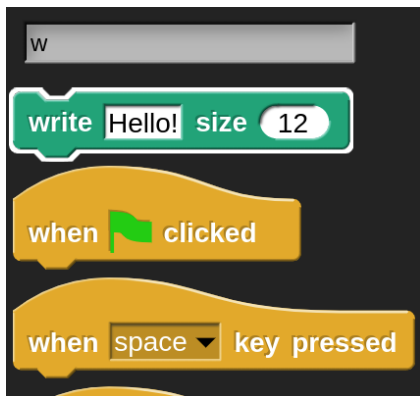 w
write Hello! size 12
when clicked
when space key pressed